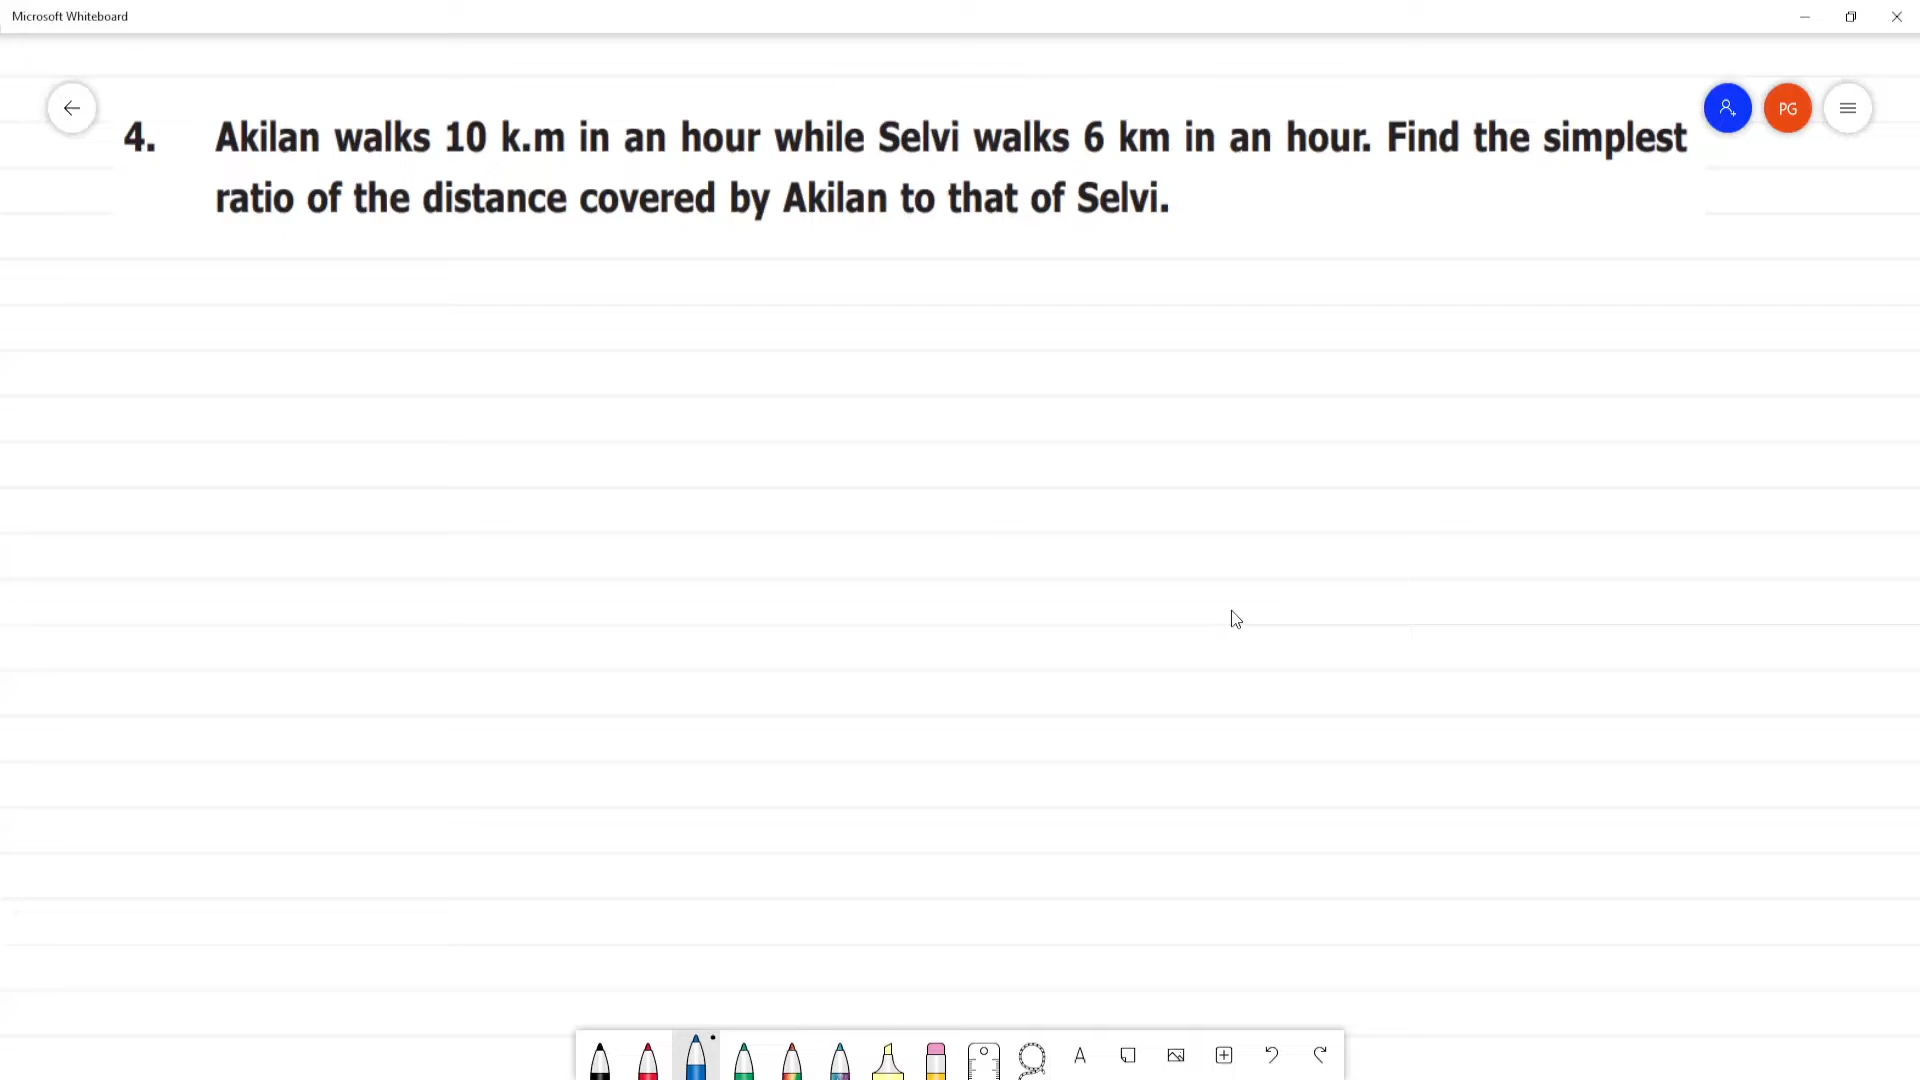 Microsoft Whiteboard
PG
4. Akilan walks 10 k.m in an hour while Selvi walks 6 km in an hour. Find the simplest
ratio of the distance covered by Akilan to that of Selvi.
A